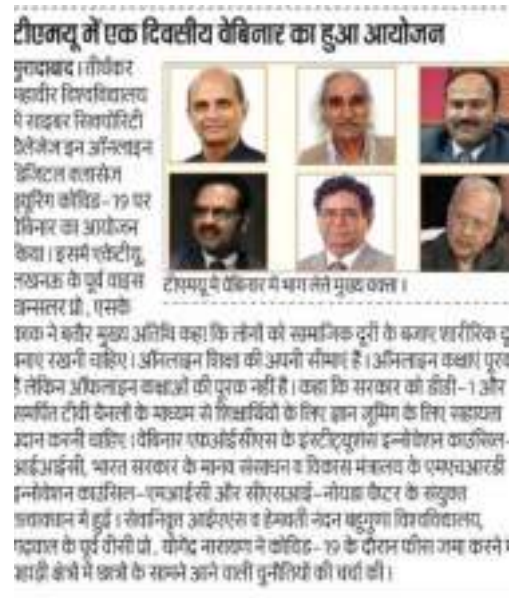 टीएमयू में एक दिवसीय वेबिनार का हुआ आयोजन
मुरादाबाद। तीर्थंकर
महावीर विश्वविद्यालय
में साइबर सिक्योरिटी
चैलेंजेज इन ऑनलाइन
डिजिटल क्लासेज
ड्यूरिंग कोविड-19 पर
वेबिनार का आयोजन
किया। इसमें एकेटीयू,
लखनऊ के पूर्व वाइस
चान्सलर प्रो. एसके
टीएमयू में वेबिनार में भाग लेते मुख्य वक्ता।
काक ने बतौर मुख्य अतिथि कहा कि लोगों को सामाजिक दूरी के बजाए शारीरिक दू
बनाए रखनी चाहिए। ऑनलाइन शिक्षा की अपनी सीमाएं हैं। ऑनलाइन कक्षाएं पूरक
हैं लेकिन ऑफलाइन कक्षाओं की पूरक नहीं है। कहा कि सरकार को डीडी-1 और
समर्पित टीवी चैनलों के माध्यम से शिक्षार्थियों के लिए ज्ञान जूमिंग के लिए सहायता
प्रदान करनी चाहिए। वेबिनार एफओईसीएस के इंस्टीट्यूशंस इन्नोवेशन काउंसिल-
आईआईसी, भारत सरकार के मानव संसाधन व विकास मंत्रालय के एमएचआरडी
इन्नोवेशन काउंसिल-एमआईसी और सीएसआई-नोयडा चैप्टर के संयुक्त
तत्वावधान में हुई। सेवानिवृत आईएएस व हेमवती नंदन बहुगुणा विश्वविद्यालय,
गढ़वाल के पूर्व वीसी प्रो. योगेंद्र नारायण ने कोविड-19 के दौरान फीस जमा करने में
पहाड़ी क्षेत्रों में छात्रों के सामने आने वाली चुनौतियों की चर्चा की।